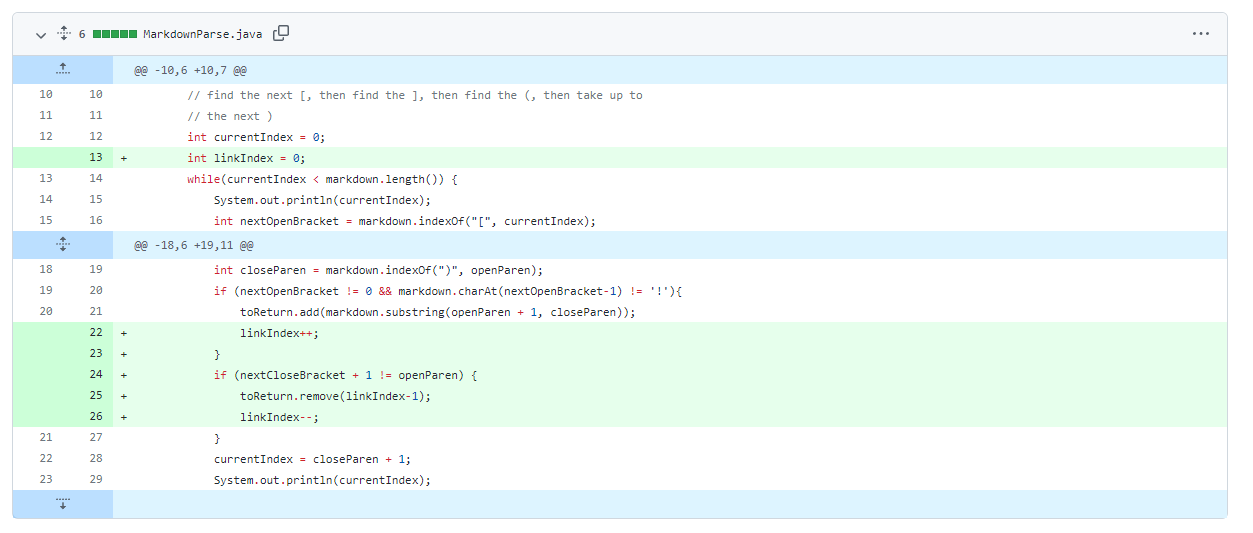 6 MarkdownParse.java
@@ -10,6 +10,7 @@
10 10 // find the next [, then find the ], then find the (, then take up to
11 11 // the next )
12 12 int currentIndex = 0;
13 + int linkIndex = 0;
13 14 while(currentIndex < markdown.length()) {
14 15 System.out.println(currentIndex);
15 16 int nextOpenBracket = markdown.indexOf("[", currentIndex);
@@ -18,6 +19,11 @@
18 19 int closeParen = markdown.indexOf(")", openParen);
19 20 if (nextOpenBracket != 0 && markdown.charAt(nextOpenBracket-1) != '!'){
20 21 toReturn.add(markdown.substring(openParen + 1, closeParen));
22 + linkIndex++;
23 + }
24 + if (nextCloseBracket + 1 != openParen) {
25 + toReturn.remove(linkIndex-1);
26 + linkIndex--;
21 27 }
22 28 currentIndex = closeParen + 1;
23 29 System.out.println(currentIndex);